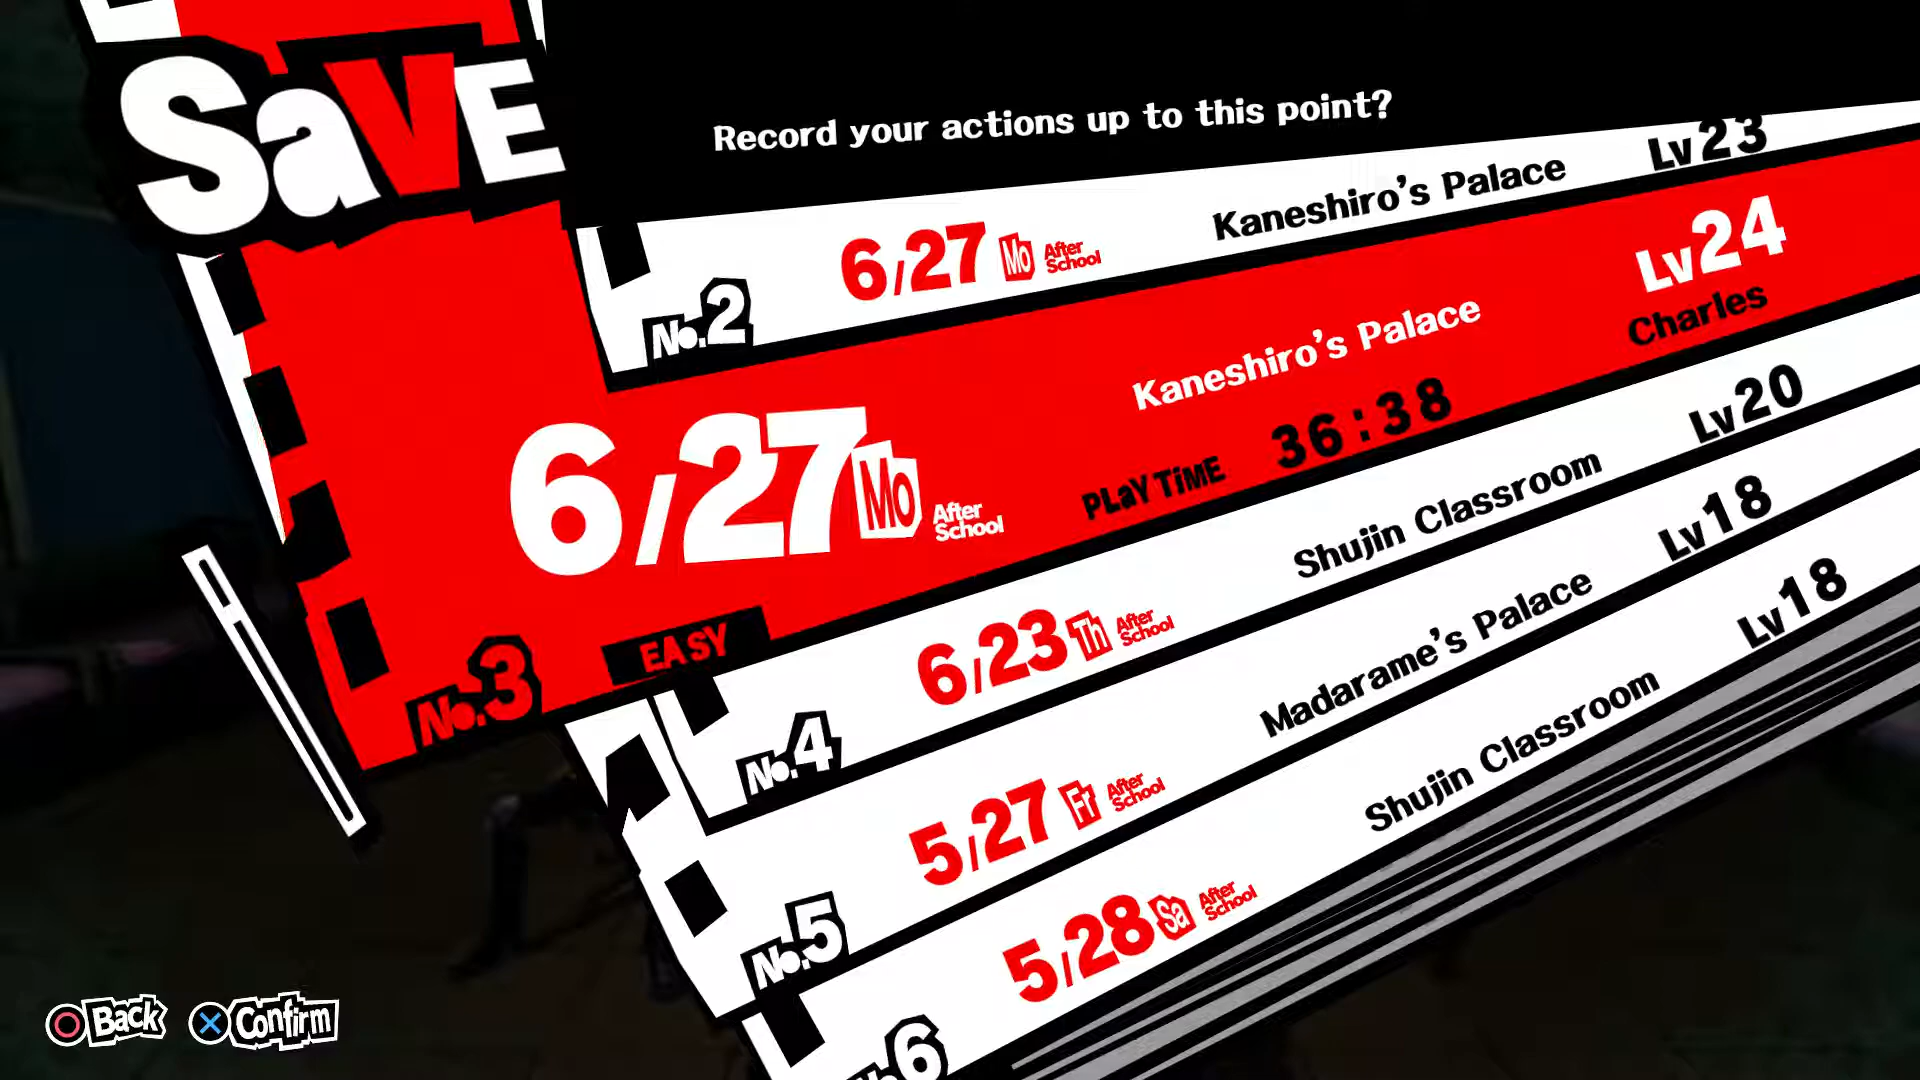 SaVE
Record your actions up to this point?
No.2 6/27 Mo After School Kaneshiro's Palace Lv23
No.3 6/27 Mo After School Kaneshiro's Palace Lv24
EASY PLaY TiME 36:38 Charles
No.4 6/23 Th After School Shujin Classroom Lv20
No.5 5/27 Fr After School Madarame's Palace Lv18
No.6 5/28 Sa After School Shujin Classroom Lv18
Back Confirm